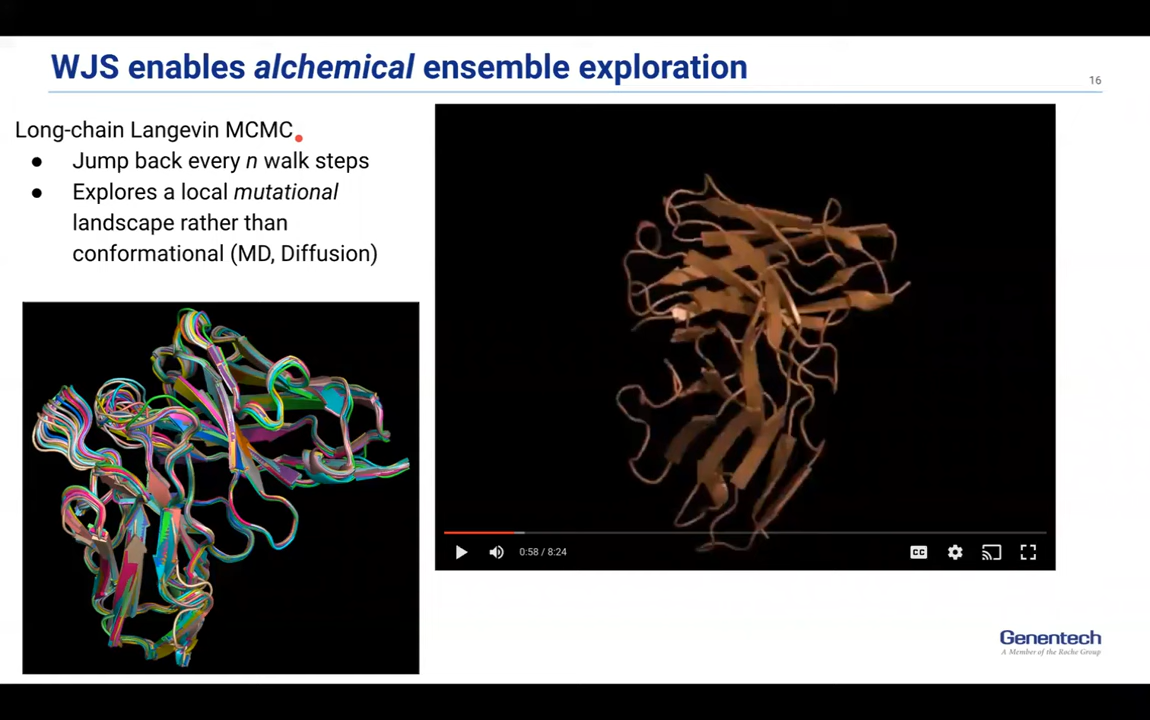 WJS enables alchemical ensemble exploration
16
Long-chain Langevin MCMC
● Jump back every n walk steps
● Explores a local mutational
landscape rather than
conformational (MD, Diffusion)
0:58 / 8:24
CC
Genentech
A Member of the Roche Group